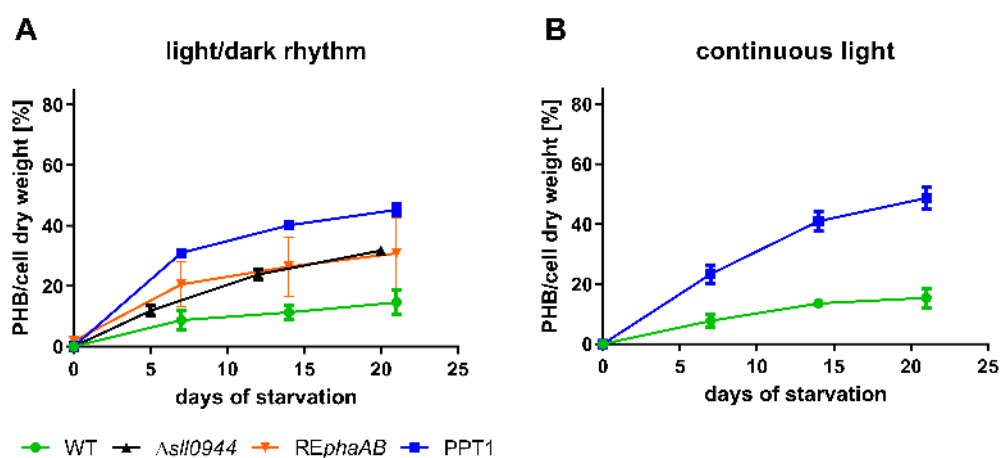 A
light/dark rhythm
PHB/cell dry weight [%]
80
60
40
20
0
0 5 10 15 20 25
days of starvation
B
continuous light
PHB/cell dry weight [%]
80
60
40
20
0
0 5 10 15 20 25
days of starvation
WT Δsll0944 REphaAB PPT1